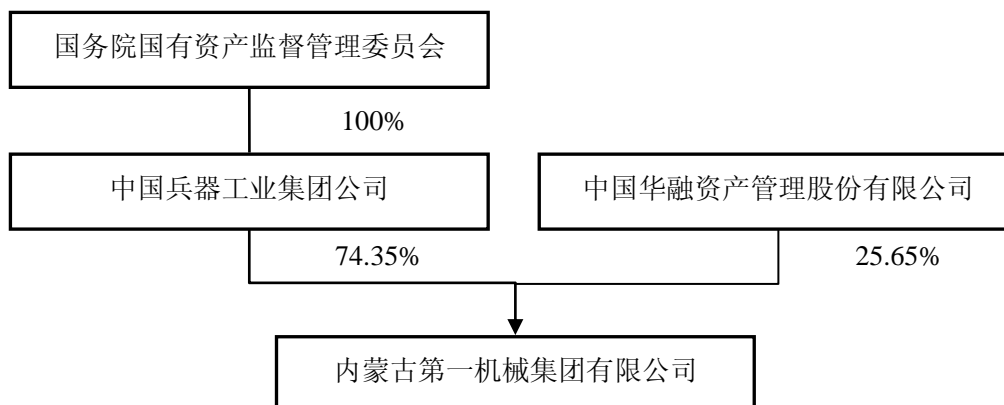 国务院国有资产监督管理委员会
100%
中国兵器工业集团公司
中国华融资产管理股份有限公司
74.35%
25.65%
内蒙古第一机械集团有限公司